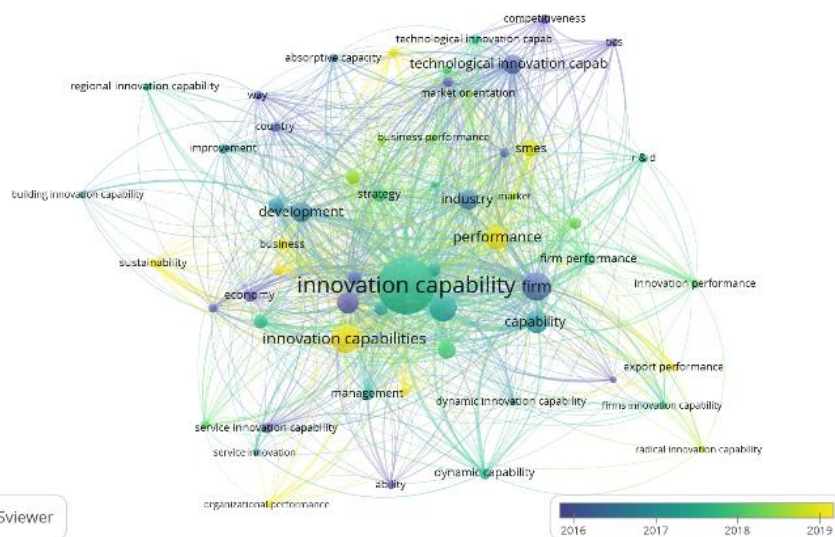 competitiveness
technological innovation capab
tics
absorptive capacity
technological innovation capab
regional innovation capability
way
market orientation
country
business performance
improvement
smes
r & d
building innovation capability
strategy
industry
market
development
business
performance
sustainability
firm performance
innovation capability
firm
innovation performance
economy
capability
innovation capabilities
export performance
management
dynamic innovation capability
firms innovation capability
service innovation capability
service innovation
radical innovation capability
dynamic capability
ability
organizational performance
Sviewer
2016
2017
2018
2019